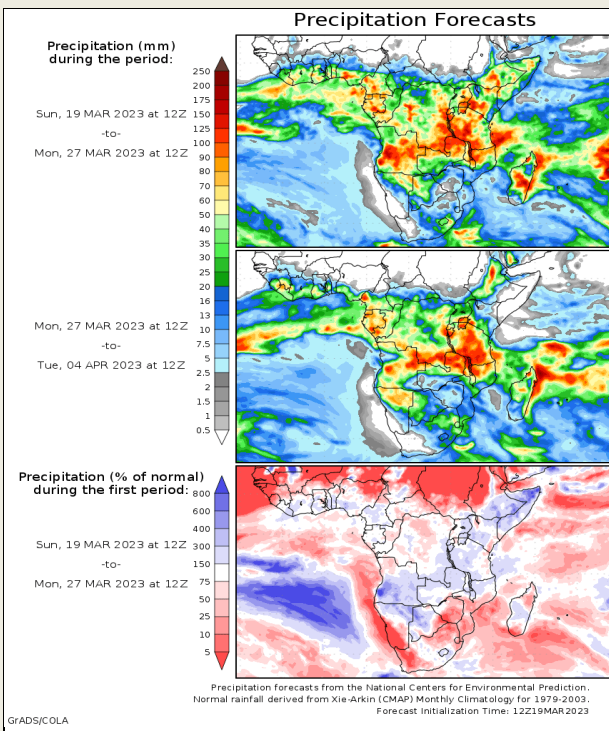 Precipitation Forecasts
Precipitation (mm)
during the period:
250
200
175
Sun, 19 MAR 2023 at 12Z
150
125
-to-
100
Mon, 27 MAR 2023 at 12Z
90
80
70
60
50
40
35
30
25
20
16
Mon, 27 MAR 2023 at 12Z
13
10
-to-
7.5
Tue, 04 APR 2023 at 12Z
5
2.5
2
1.5
1
0.5
Precipitation (% of normal)
during the first period:
800
600
400
Sun, 19 MAR 2023 at 12Z
300
-to-
150
75
Mon, 27 MAR 2023 at 12Z
50
25
10
5
Precipitation forecasts from the National Centers for Environmental Prediction.
Normal rainfall derived from Xie-Arkin (CMAP) Monthly Climatology for 1979-2003.
Forecast Initialization Time: 12Z19MAR2023
GrADS/COLA